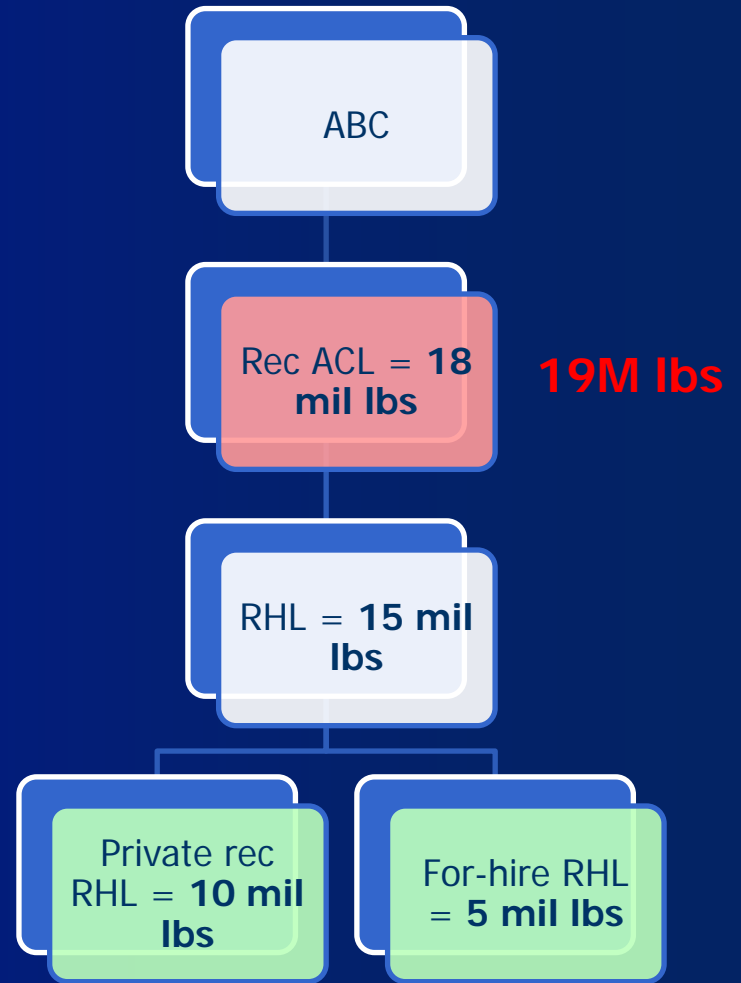 ABC
Rec ACL = 18
mil lbs
19M lbs
RHL = 15 mil
lbs
Private rec
RHL = 10 mil
lbs
For-hire RHL
= 5 mil lbs